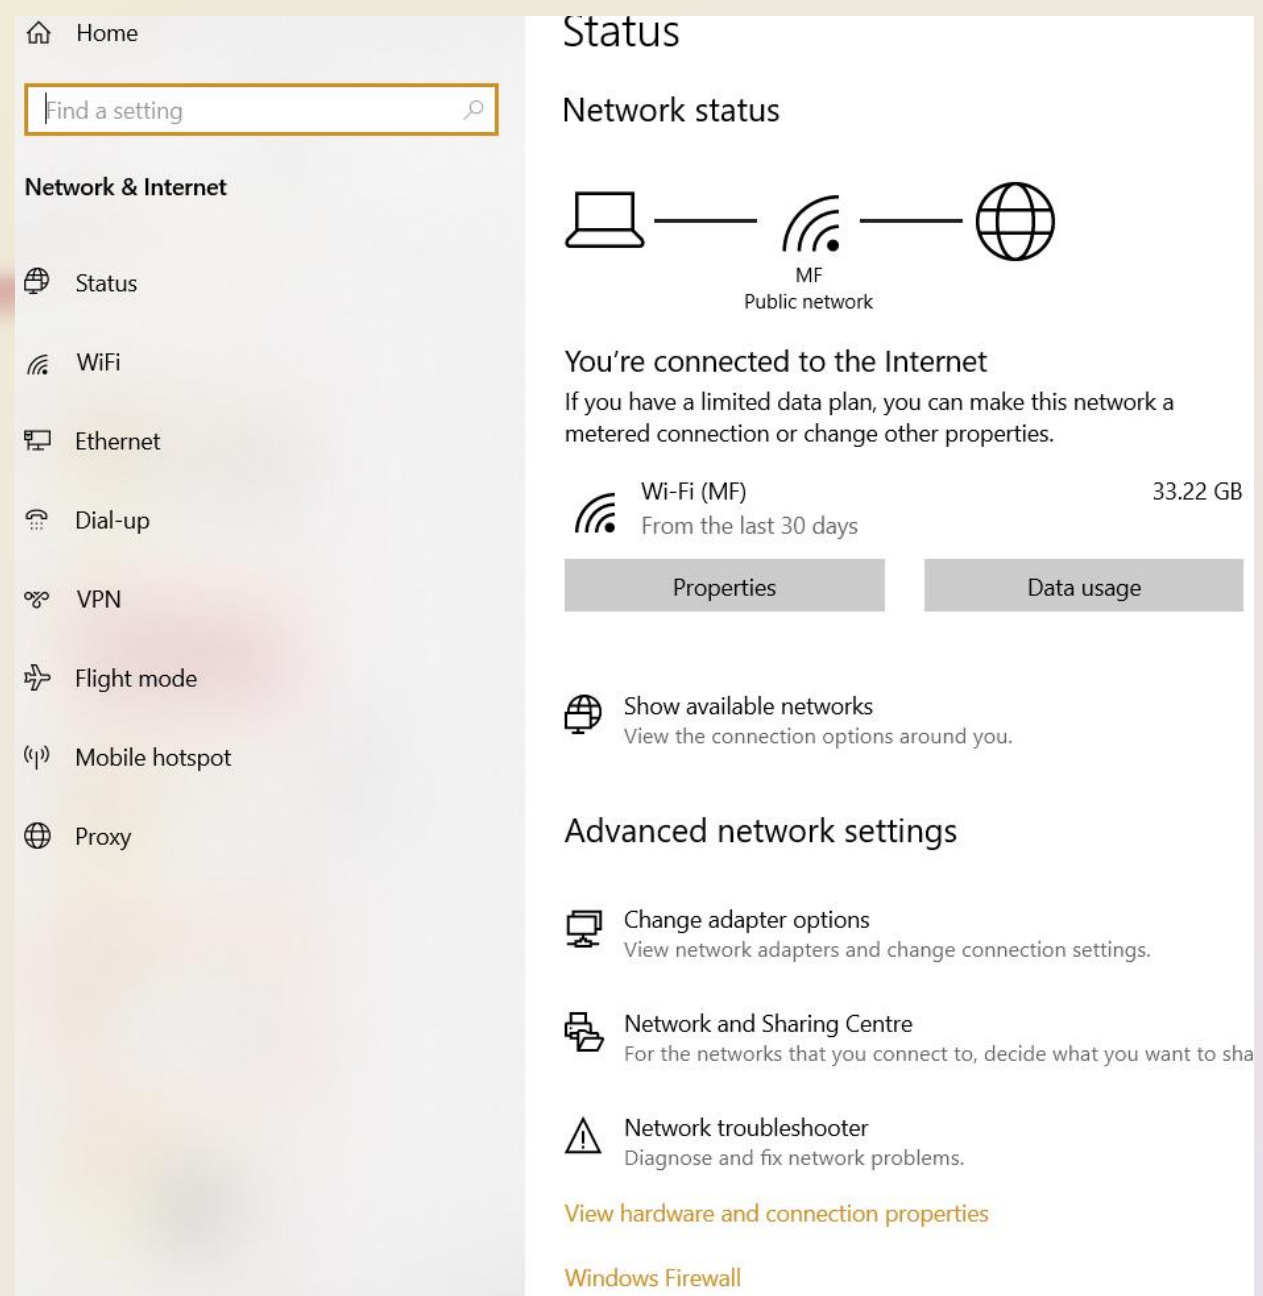 Home
Find a setting
Network & Internet
Status
WiFi
Ethernet
Dial-up
VPN
Flight mode
Mobile hotspot
Proxy
Status
Network status
MF
Public network
You're connected to the Internet
If you have a limited data plan, you can make this network a
metered connection or change other properties.
Wi-Fi (MF) 33.22 GB
From the last 30 days
Properties Data usage
Show available networks
View the connection options around you.
Advanced network settings
Change adapter options
View network adapters and change connection settings.
Network and Sharing Centre
For the networks that you connect to, decide what you want to sha
Network troubleshooter
Diagnose and fix network problems.
View hardware and connection properties
Windows Firewall